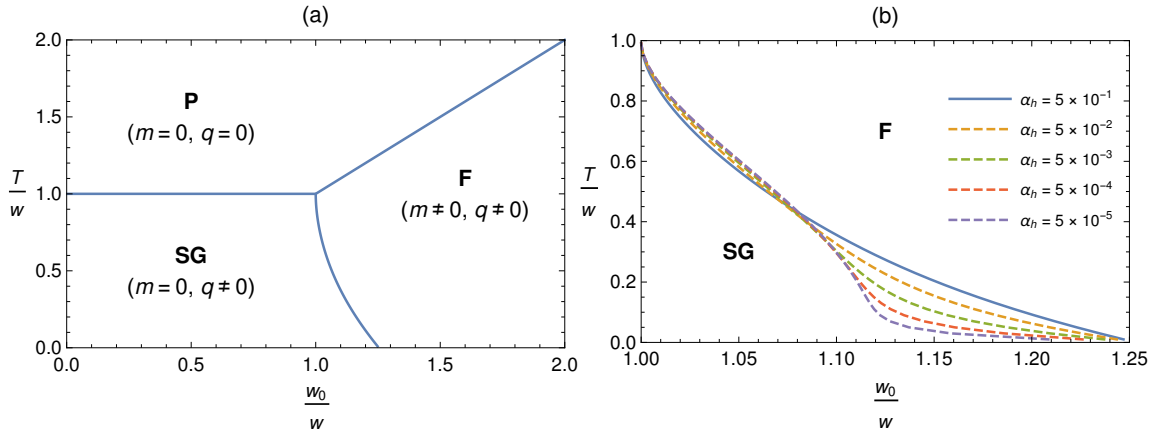 (a)
2.0
1.5
1.0
0.5
0.0
T
w
P
(m = 0, q = 0)
F
(m ≠ 0, q ≠ 0)
SG
(m = 0, q ≠ 0)
0.0 0.5 1.0 1.5 2.0
w₀
w
(b)
1.0
0.8
0.6
0.4
0.2
0.0
T
w
F
SG
αₕ = 5 × 10⁻¹
αₕ = 5 × 10⁻²
αₕ = 5 × 10⁻³
αₕ = 5 × 10⁻⁴
αₕ = 5 × 10⁻⁵
1.00 1.05 1.10 1.15 1.20 1.25
w₀
w